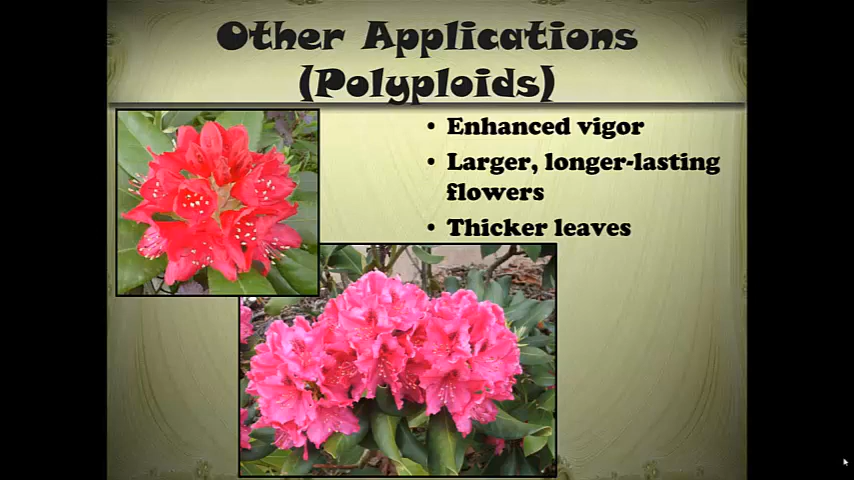 Other Applications
(Polyploids)
• Enhanced vigor
• Larger, longer-lasting
flowers
• Thicker leaves